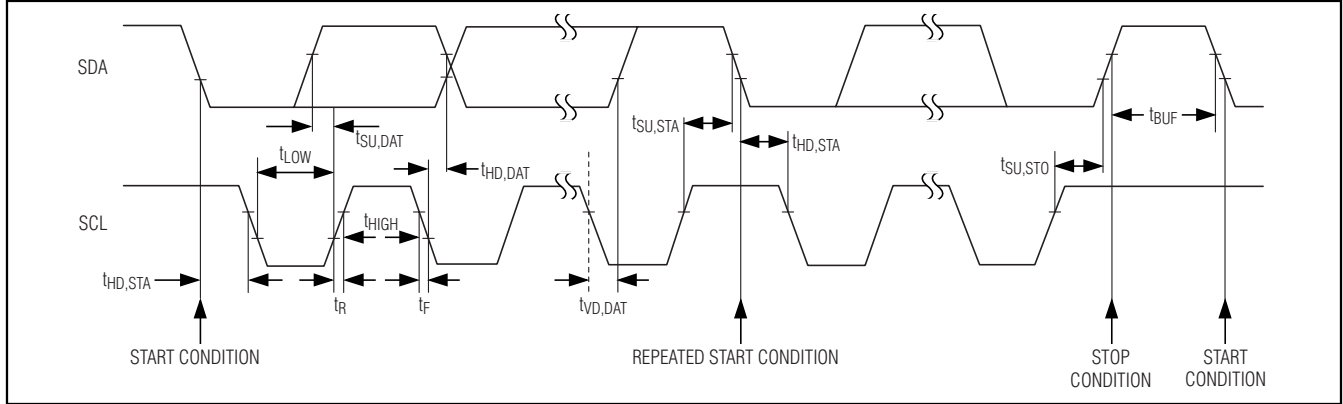 SDA
tSU,DAT
tLOW
tHD,DAT
tSU,STA
tHD,STA
tBUF
tSU,STO
SCL
tHIGH
tHD,STA
tR
tF
tVD,DAT
START CONDITION
REPEATED START CONDITION
STOP
CONDITION
START
CONDITION